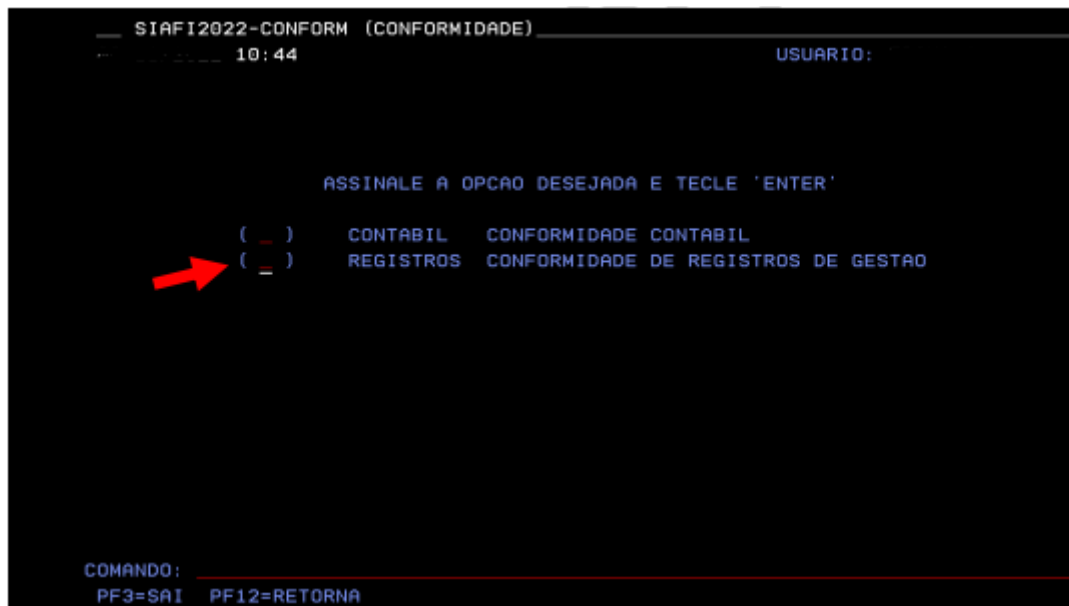 __ SIAFI2022-CONFORM (CONFORMIDADE)
10:44 USUARIO:
ASSINALE A OPCAO DESEJADA E TECLE 'ENTER'
( _ ) CONTABIL CONFORMIDADE CONTABIL
( _ ) REGISTROS CONFORMIDADE DE REGISTROS DE GESTAO
COMANDO:
PF3=SAI PF12=RETORNA